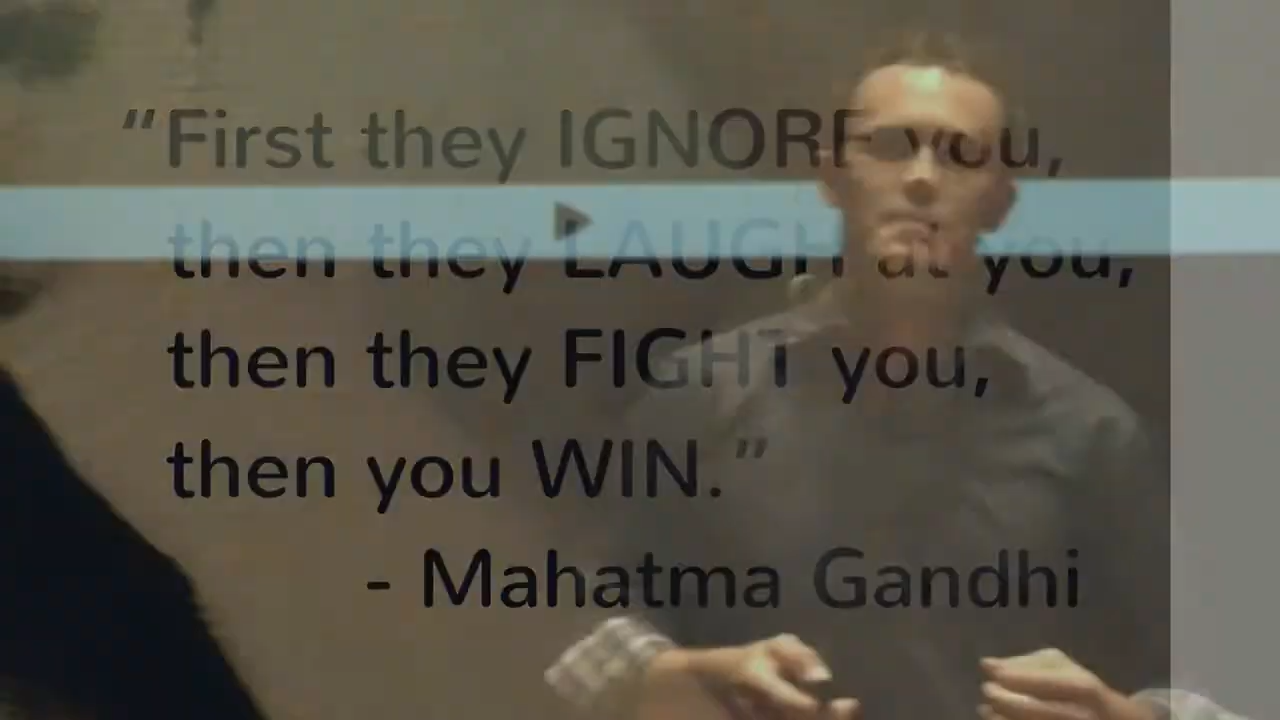 “First they IGNORE you,
then they LAUGH at you,
then they FIGHT you,
then you WIN.”
- Mahatma Gandhi